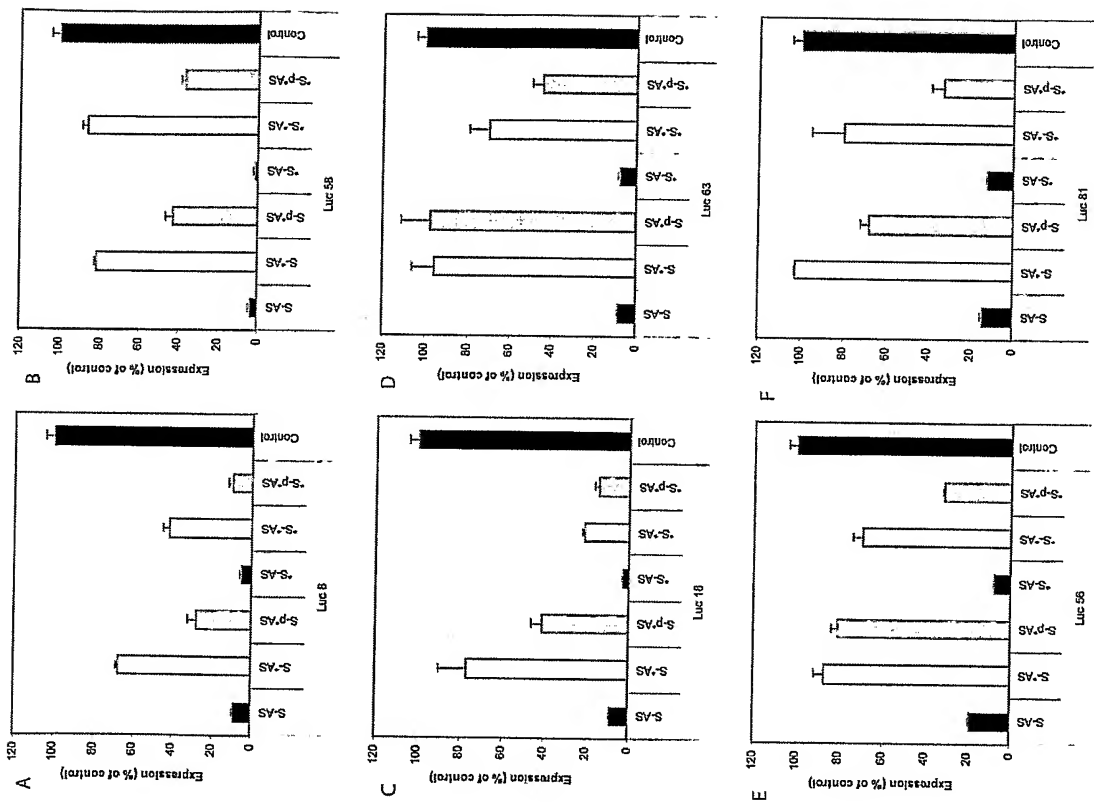 A
Expression (% of control)
120
100
80
60
40
20
0
S-AS
S-*AS
S-p*AS
*S-AS
*S-*AS
*S-p*AS
Control
Luc 8
B
Expression (% of control)
120
100
80
60
40
20
0
S-AS
S-*AS
S-p*AS
*S-AS
*S-*AS
*S-p*AS
Control
Luc 58
C
Expression (% of control)
120
100
80
60
40
20
0
S-AS
S-*AS
S-p*AS
*S-AS
*S-*AS
*S-p*AS
Control
Luc 18
D
Expression (% of control)
120
100
80
60
40
20
0
S-AS
S-*AS
S-p*AS
*S-AS
*S-*AS
*S-p*AS
Control
Luc 63
E
Expression (% of control)
120
100
80
60
40
20
0
S-AS
S-*AS
S-p*AS
*S-AS
*S-*AS
*S-p*AS
Control
Luc 56
F
Expression (% of control)
120
100
80
60
40
20
0
S-AS
S-*AS
S-p*AS
*S-AS
*S-*AS
*S-p*AS
Control
Luc 81